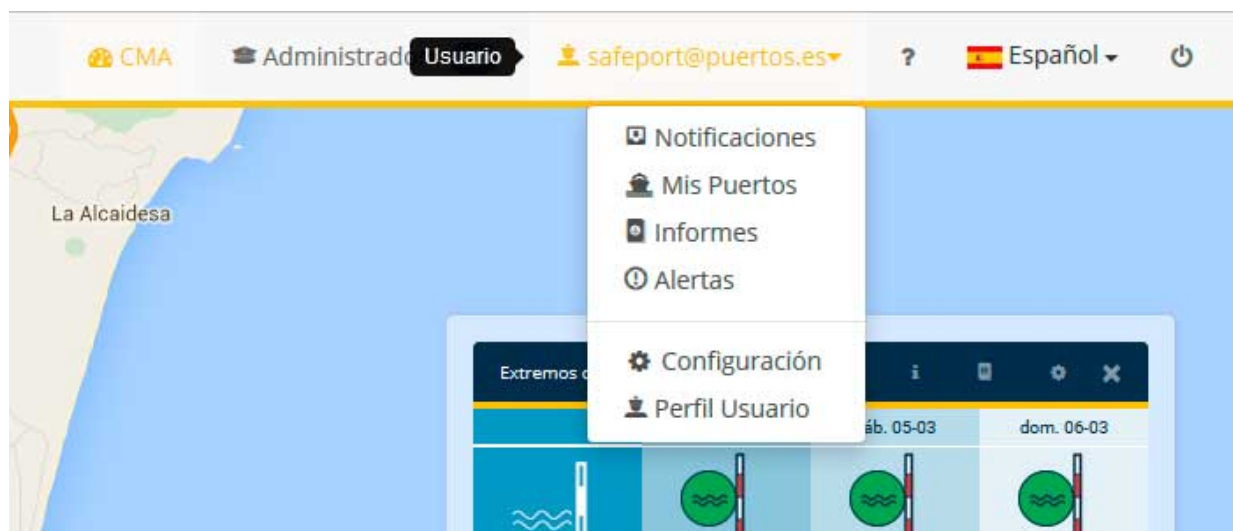 CMA Administrado Usuario safeport@puertos.es ? Español
Notificaciones
Mis Puertos
La Alcaidesa
Informes
Alertas
Configuración
Extremos
Perfil Usuario
áb. 05-03 dom. 06-03